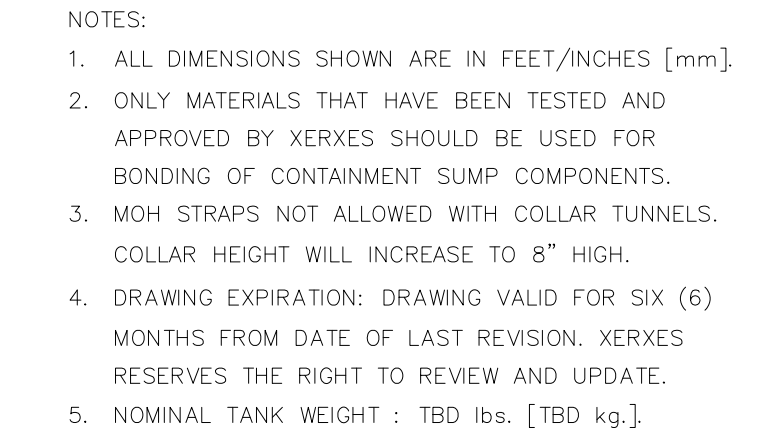 NOTES:
1. ALL DIMENSIONS SHOWN ARE IN FEET/INCHES [mm].
2. ONLY MATERIALS THAT HAVE BEEN TESTED AND
APPROVED BY XERXES SHOULD BE USED FOR
BONDING OF CONTAINMENT SUMP COMPONENTS.
3. MOH STRAPS NOT ALLOWED WITH COLLAR TUNNELS.
COLLAR HEIGHT WILL INCREASE TO 8” HIGH.
4. DRAWING EXPIRATION: DRAWING VALID FOR SIX (6)
MONTHS FROM DATE OF LAST REVISION. XERXES
RESERVES THE RIGHT TO REVIEW AND UPDATE.
5. NOMINAL TANK WEIGHT : TBD lbs. [TBD kg.].